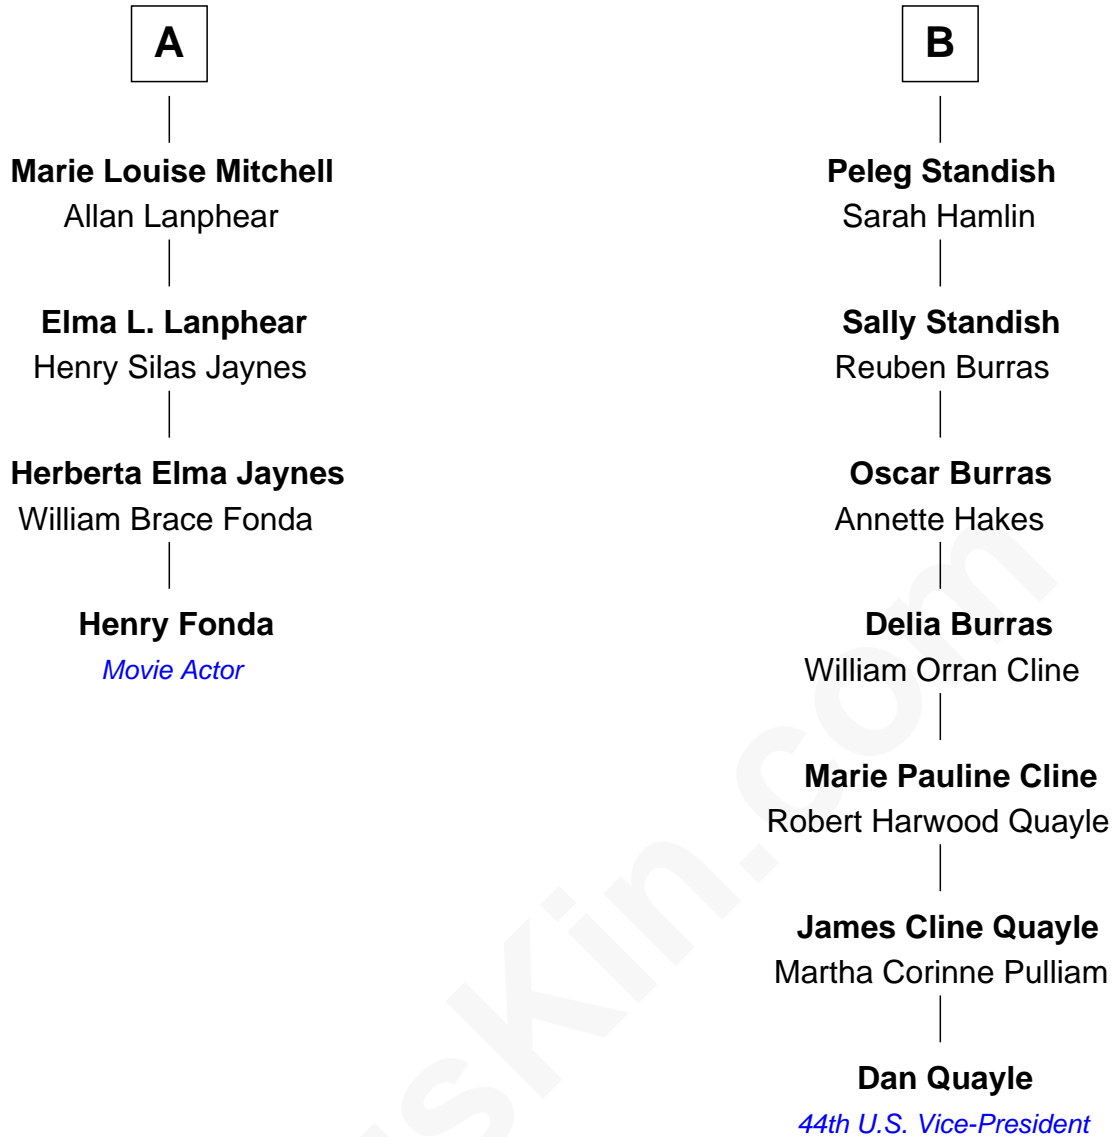 A
Marie Louise Mitchell
Allan Lanphear
Elma L. Lanphear
Henry Silas Jaynes
Herberta Elma Jaynes
William Brace Fonda
Henry Fonda
Movie Actor
B
Peleg Standish
Sarah Hamlin
Sally Standish
Reuben Burras
Oscar Burras
Annette Hakes
Delia Burras
William Orran Cline
Marie Pauline Cline
Robert Harwood Quayle
James Cline Quayle
Martha Corinne Pulliam
Dan Quayle
44th U.S. Vice-President
sKin.com